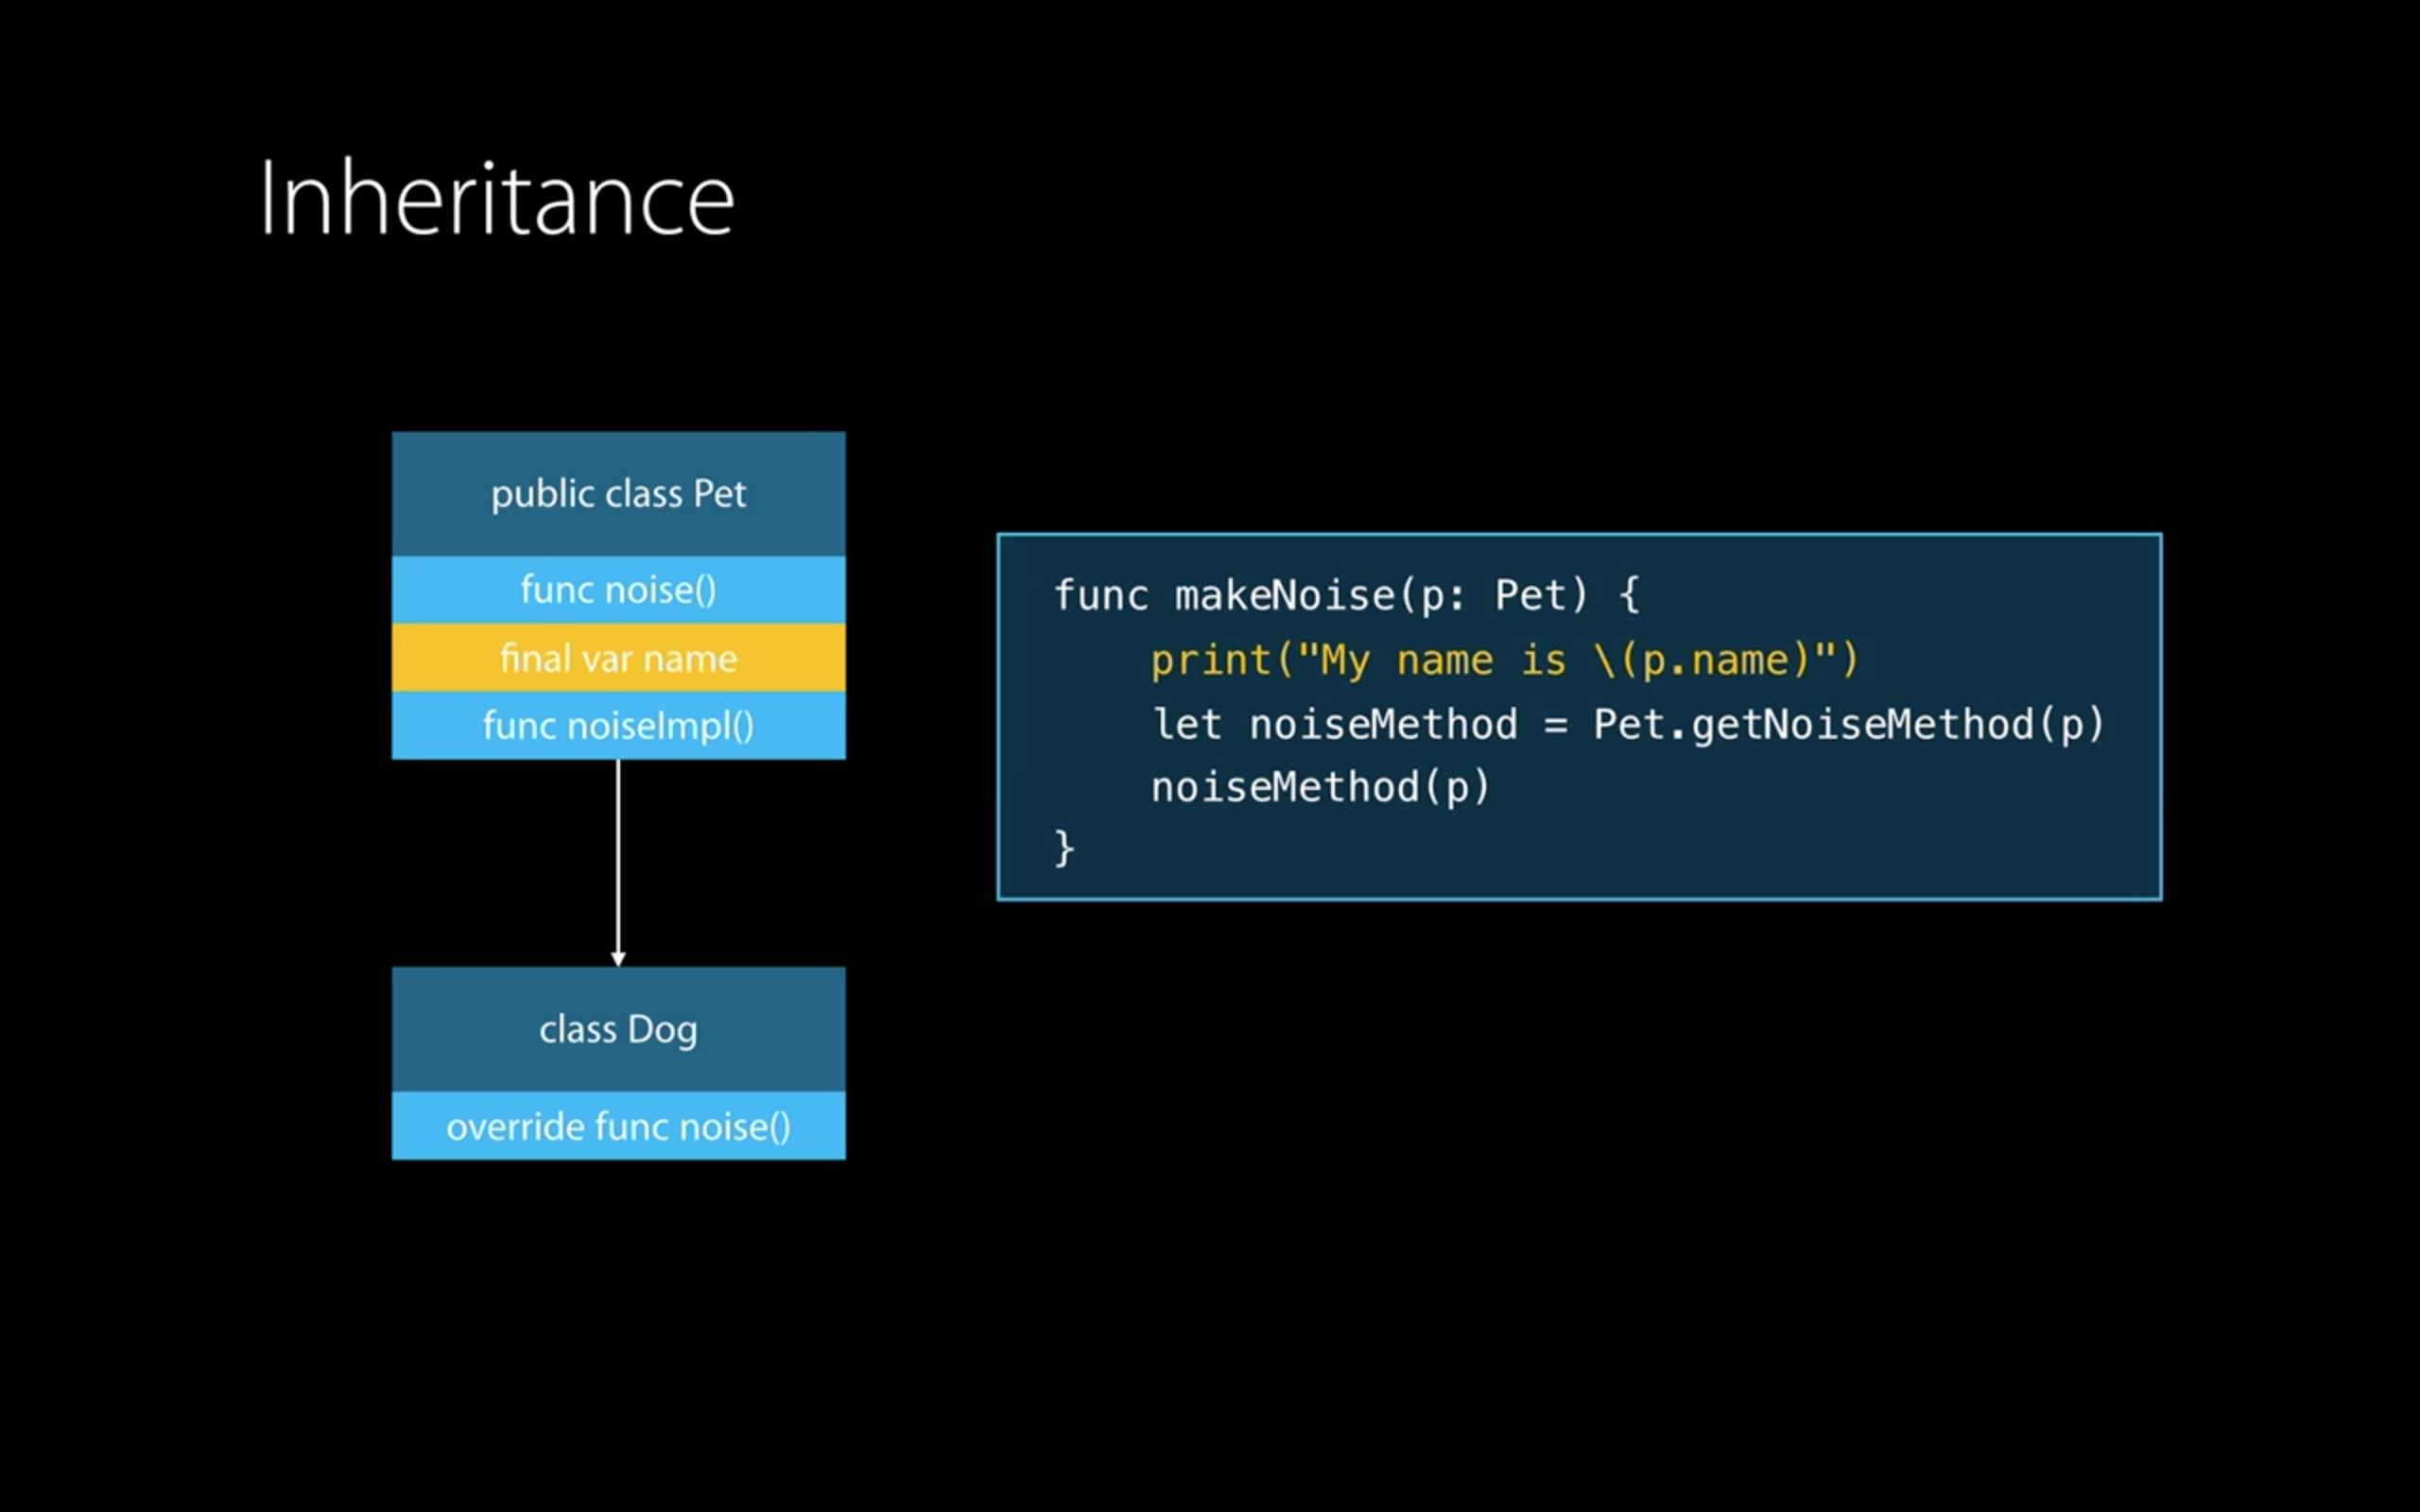 Inheritance
public class Pet
func noise()
final var name
func noiseImpl()
class Dog
override func noise()
func makeNoise(p: Pet) {
    print("My name is \(p.name)")
    let noiseMethod = Pet.getNoiseMethod(p)
    noiseMethod(p)
}